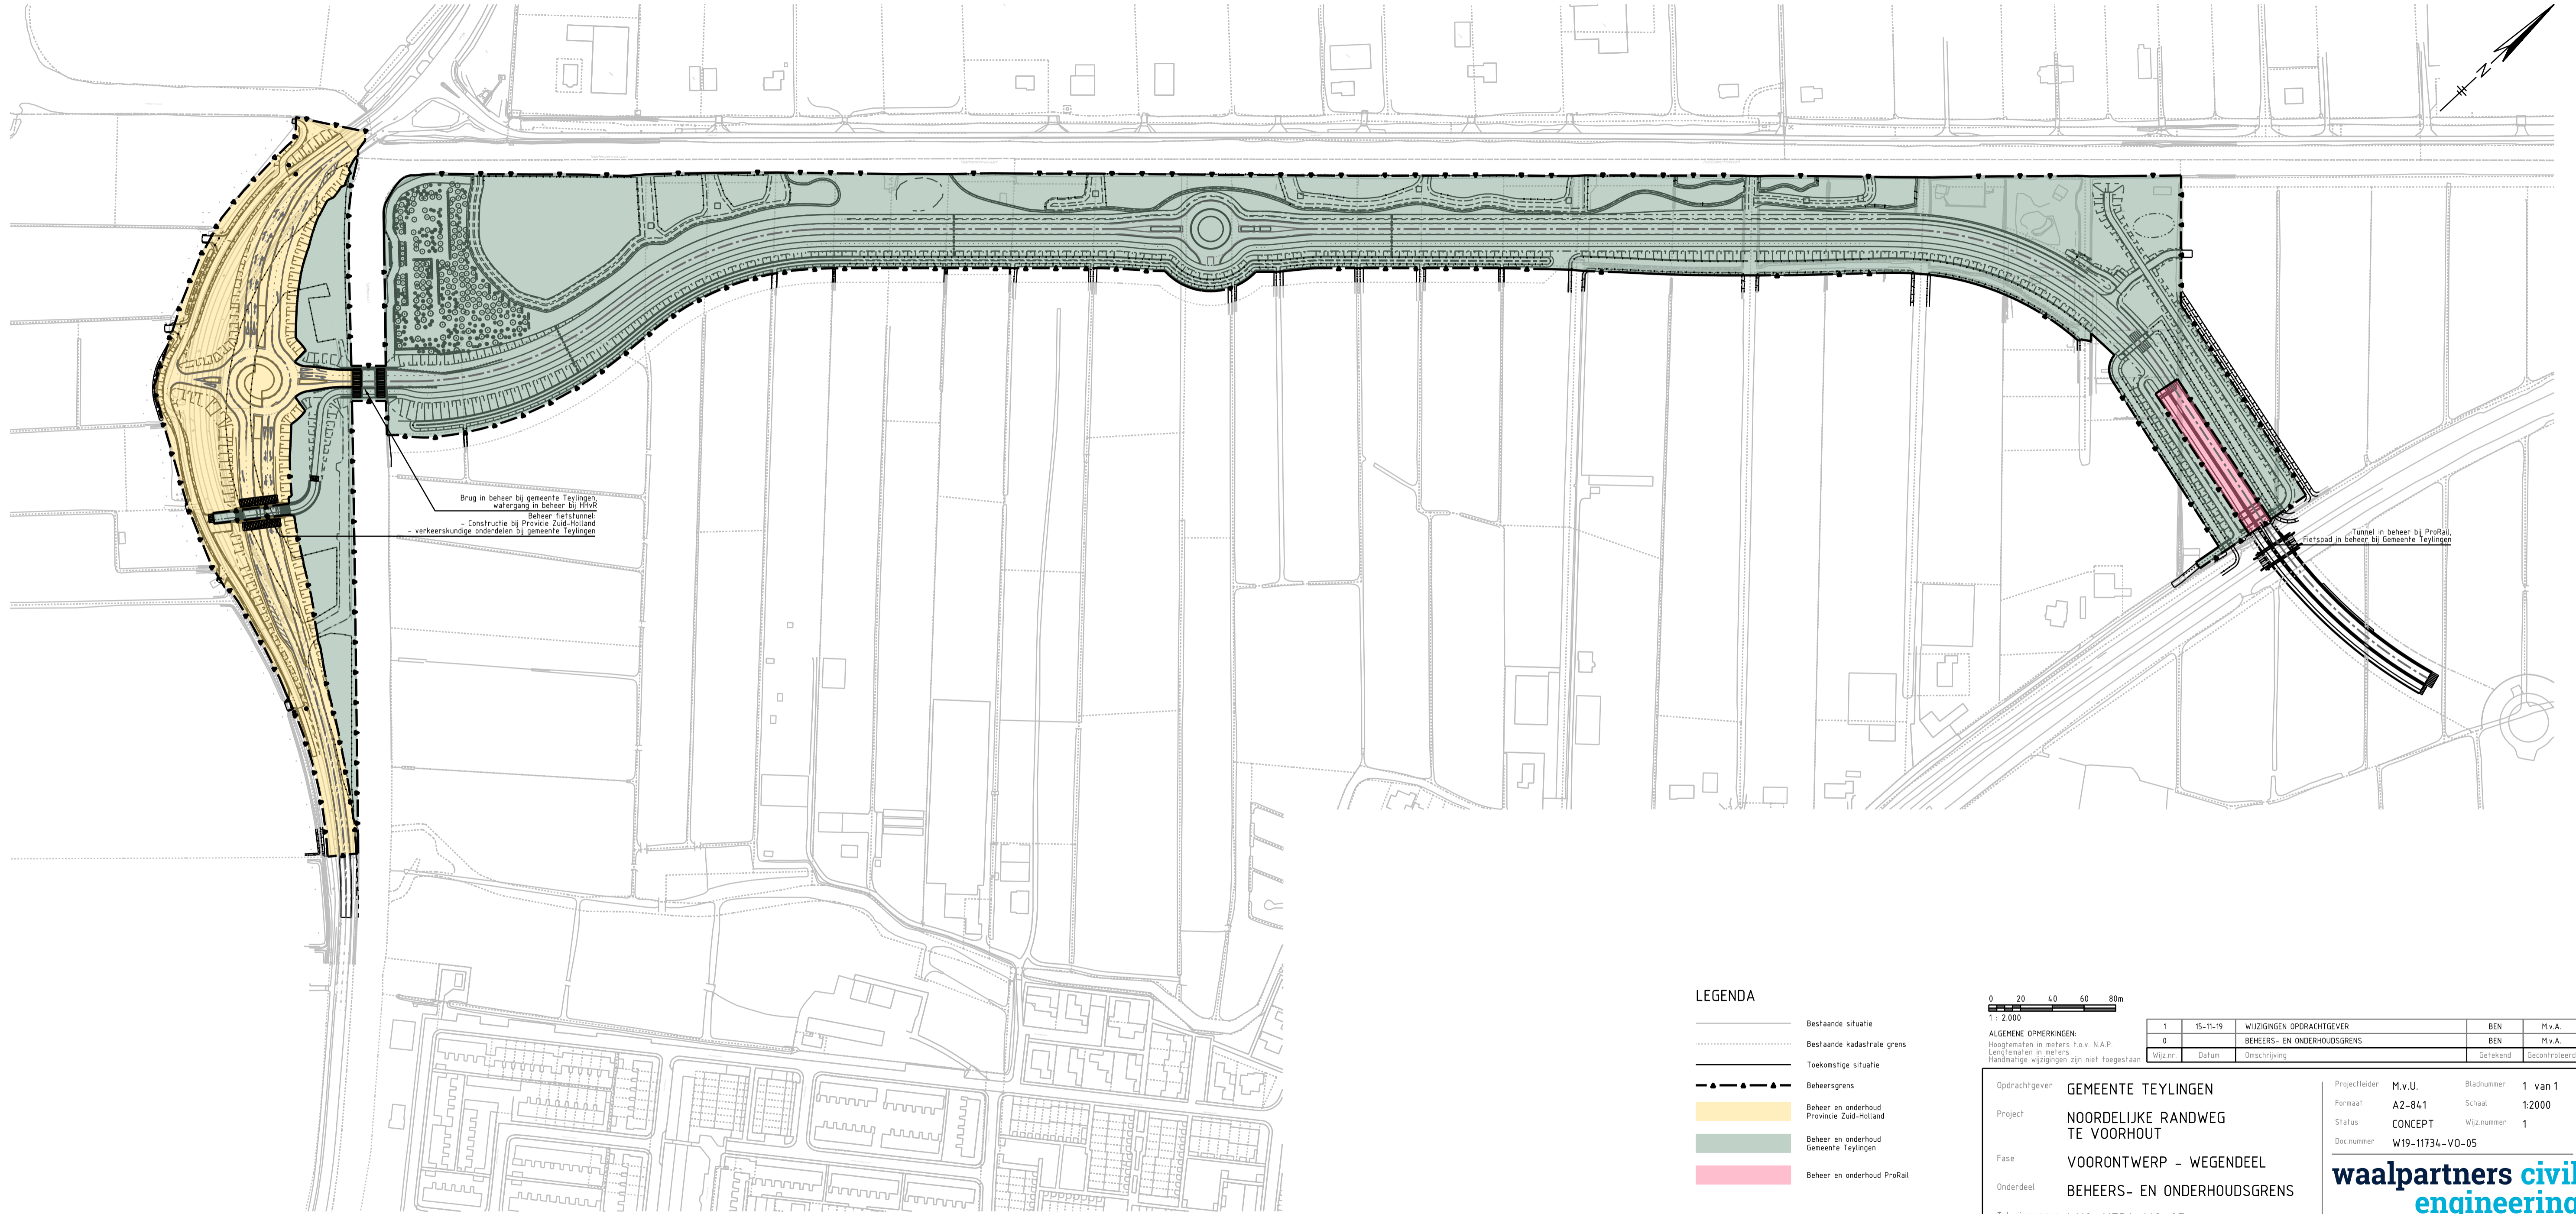 N
Brug in beheer bij gemeente Teylingen,
watergang in beheer bij HHvR
Beheer fietstunnel:
- Constructie bij Provicie Zuid-Holland
- verkeerskundige onderdelen bij gemeente Teylingen
Tunnel in beheer bij ProRail,
Fietspad in beheer bij Gemeente Teylingen
LEGENDA
Bestaande situatie
Bestaande kadastrale grens
Toekomstige situatie
Beheersgrens
Beheer en onderhoud
Provincie Zuid-Holland
Beheer en onderhoud
Gemeente Teylingen
Beheer en onderhoud ProRail
0 20 40 60 80m
1 : 2.000
ALGEMENE OPMERKINGEN:
Hoogtematen in meters t.o.v. N.A.P.
Lengtematen in meters
Handmatige wijzigingen zijn niet toegestaan
1 15-11-19 WIJZIGINGEN OPDRACHTGEVER BEN M.v.A.
0 BEHEERS- EN ONDERHOUDSGRENS BEN M.v.A.
Wijz.nr. Datum Omschrijving Getekend Gecontroleerd
Opdrachtgever GEMEENTE TEYLINGEN
Project NOORDELIJKE RANDWEG
TE VOORHOUT
Fase VOORONTWERP - WEGENDEEL
Onderdeel BEHEERS- EN ONDERHOUDSGRENS
Projectleider M.v.U. Bladnummer 1 van 1
Formaat A2-841 Schaal 1:2000
Status CONCEPT Wijz.nummer 1
Doc.nummer W19-11734-VO-05
waalpartners civil
engineering